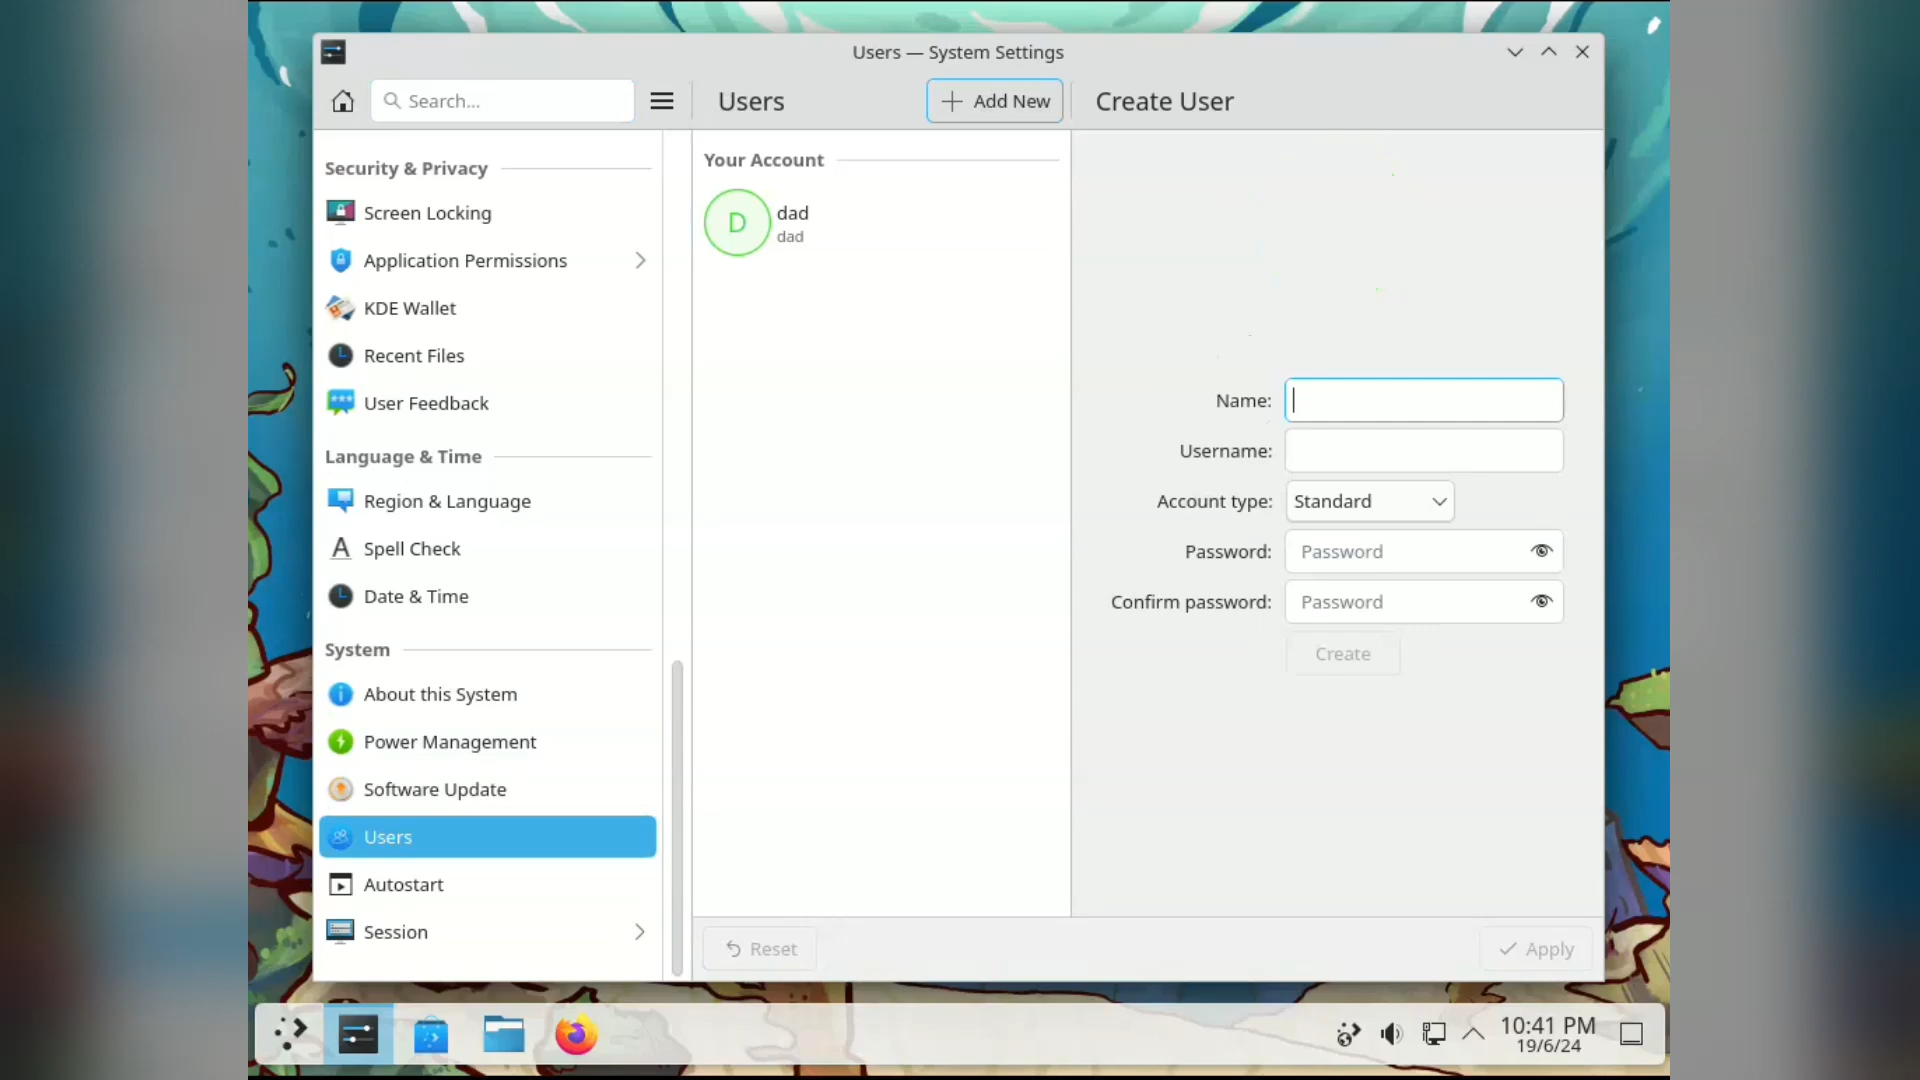 Users — System Settings
Search...
Users
Add New
Create User
Security & Privacy
Screen Locking
Application Permissions
KDE Wallet
Recent Files
User Feedback
Language & Time
Region & Language
A Spell Check
Date & Time
System
About this System
Power Management
Software Update
Users
Autostart
Session
Your Account
D
dad
dad
Name:
Username:
Account type: Standard
Password: Password
Confirm password: Password
Create
Reset
Apply
10:41 PM
19/6/24